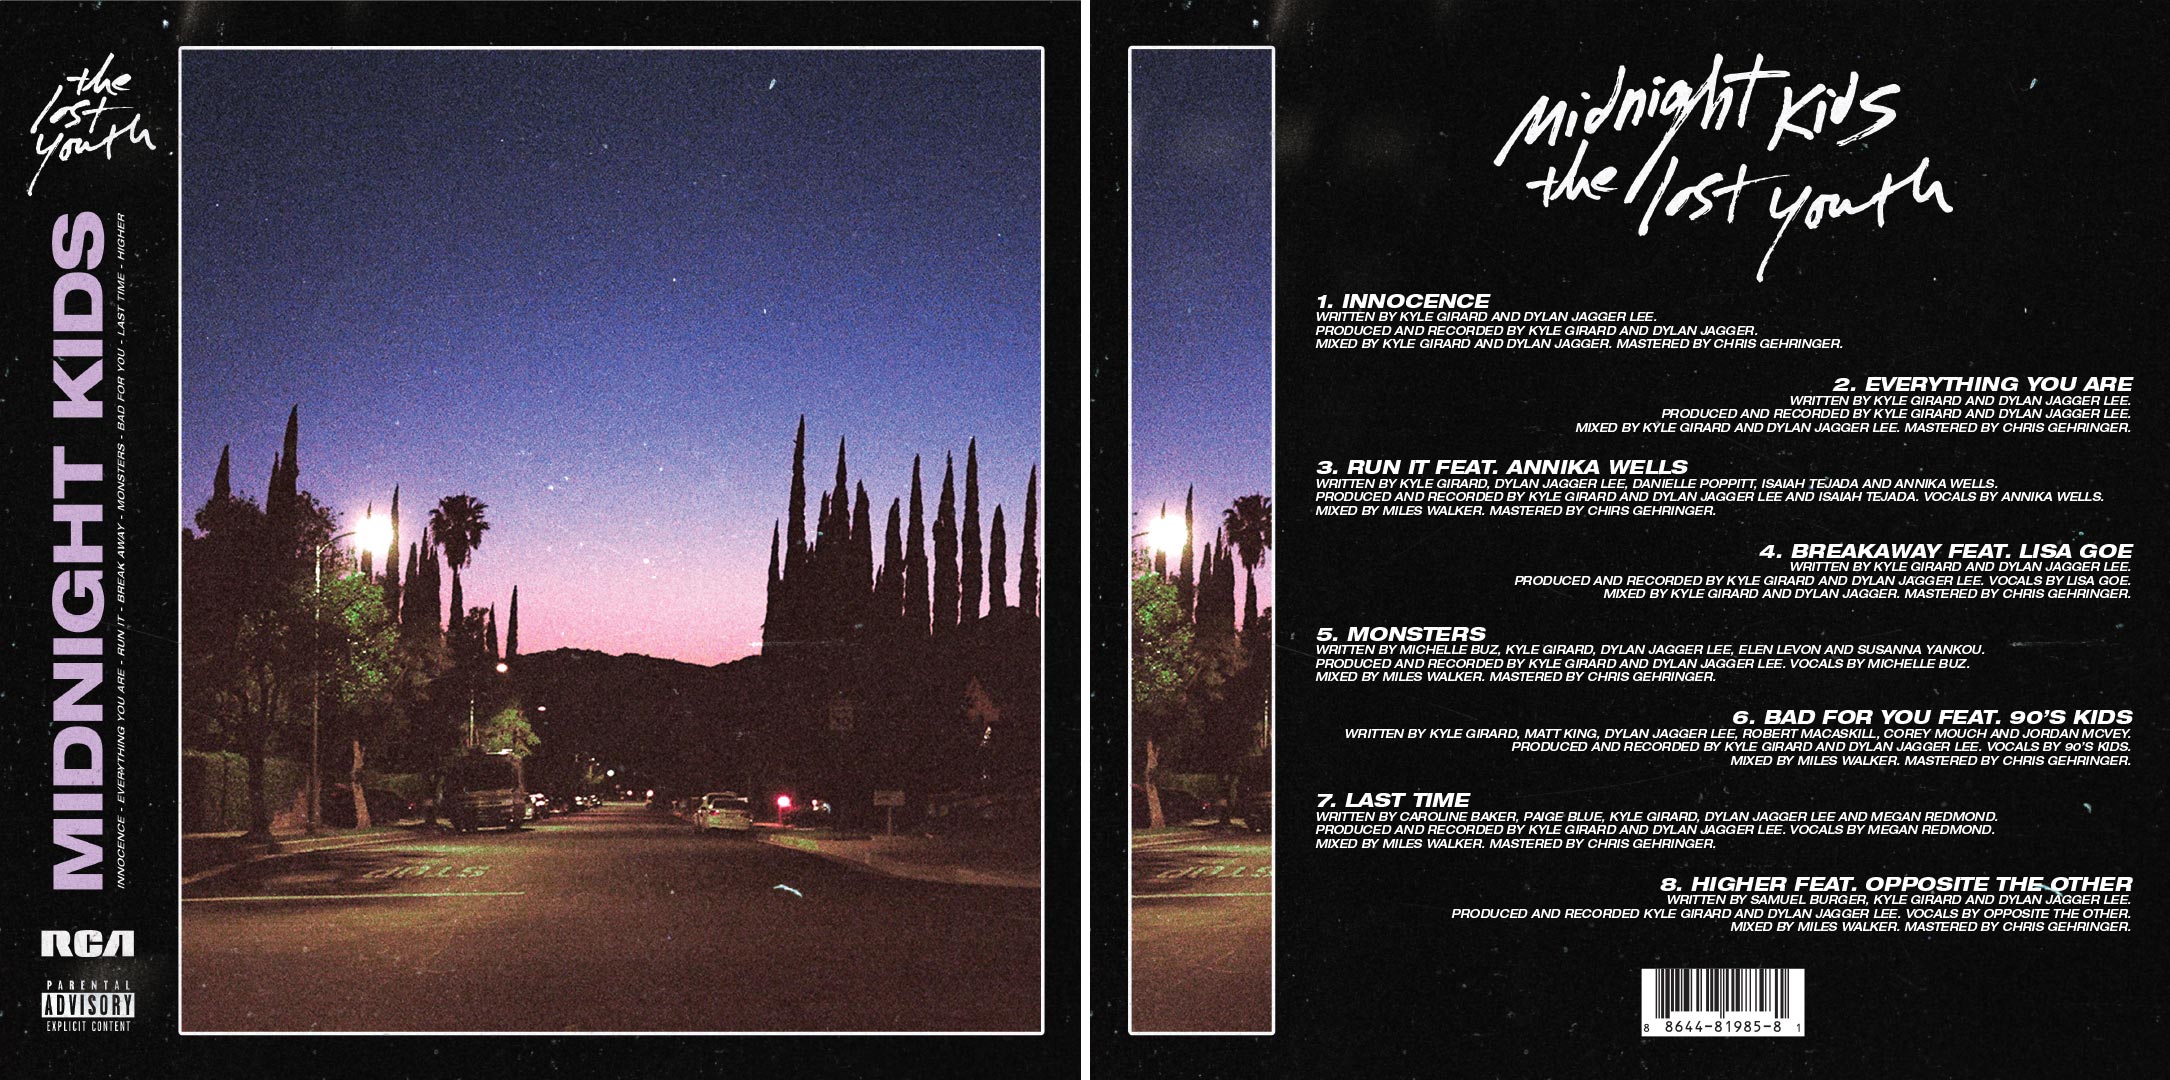 the
lost
youth
MIDNIGHT KIDS
INNOCENCE - EVERYTHING YOU ARE - RUN IT - BREAK AWAY - MONSTERS - BAD FOR YOU - LAST TIME - HIGHER
RCA
PARENTAL
ADVISORY
EXPLICIT CONTENT
STOP
Midnight Kids
the lost youth
1. INNOCENCE
WRITTEN BY KYLE GIRARD AND DYLAN JAGGER LEE.
PRODUCED AND RECORDED BY KYLE GIRARD AND DYLAN JAGGER.
MIXED BY KYLE GIRARD AND DYLAN JAGGER. MASTERED BY CHRIS GEHRINGER.
2. EVERYTHING YOU ARE
WRITTEN BY KYLE GIRARD AND DYLAN JAGGER LEE.
PRODUCED AND RECORDED BY KYLE GIRARD AND DYLAN JAGGER LEE.
MIXED BY KYLE GIRARD AND DYLAN JAGGER LEE. MASTERED BY CHRIS GEHRINGER.
3. RUN IT FEAT. ANNIKA WELLS
WRITTEN BY KYLE GIRARD, DYLAN JAGGER LEE, DANIELLE POPPITT, ISAIAH TEJADA AND ANNIKA WELLS.
PRODUCED AND RECORDED BY KYLE GIRARD AND DYLAN JAGGER LEE AND ISAIAH TEJADA. VOCALS BY ANNIKA WELLS.
MIXED BY MILES WALKER. MASTERED BY CHIRS GEHRINGER.
4. BREAKAWAY FEAT. LISA GOE
WRITTEN BY KYLE GIRARD AND DYLAN JAGGER LEE.
PRODUCED AND RECORDED BY KYLE GIRARD AND DYLAN JAGGER LEE. VOCALS BY LISA GOE.
MIXED BY KYLE GIRARD AND DYLAN JAGGER. MASTERED BY CHRIS GEHRINGER.
5. MONSTERS
WRITTEN BY MICHELLE BUZ, KYLE GIRARD, DYLAN JAGGER LEE, ELEN LEVON AND SUSANNA YANKOU.
PRODUCED AND RECORDED BY KYLE GIRARD AND DYLAN JAGGER LEE. VOCALS BY MICHELLE BUZ.
MIXED BY MILES WALKER. MASTERED BY CHRIS GEHRINGER.
6. BAD FOR YOU FEAT. 90'S KIDS
WRITTEN BY KYLE GIRARD, MATT KING, DYLAN JAGGER LEE, ROBERT MACASKILL, COREY MOUCH AND JORDAN MCVEY.
PRODUCED AND RECORDED BY KYLE GIRARD AND DYLAN JAGGER LEE. VOCALS BY 90'S KIDS.
MIXED BY MILES WALKER. MASTERED BY CHRIS GEHRINGER.
7. LAST TIME
WRITTEN BY CAROLINE BAKER, PAIGE BLUE, KYLE GIRARD, DYLAN JAGGER LEE AND MEGAN REDMOND.
PRODUCED AND RECORDED BY KYLE GIRARD AND DYLAN JAGGER LEE. VOCALS BY MEGAN REDMOND.
MIXED BY MILES WALKER. MASTERED BY CHRIS GEHRINGER.
8. HIGHER FEAT. OPPOSITE THE OTHER
WRITTEN BY SAMUEL BURGER, KYLE GIRARD AND DYLAN JAGGER LEE.
PRODUCED AND RECORDED KYLE GIRARD AND DYLAN JAGGER LEE. VOCALS BY OPPOSITE THE OTHER.
MIXED BY MILES WALKER. MASTERED BY CHRIS GEHRINGER.
8 8644-81985-8 1